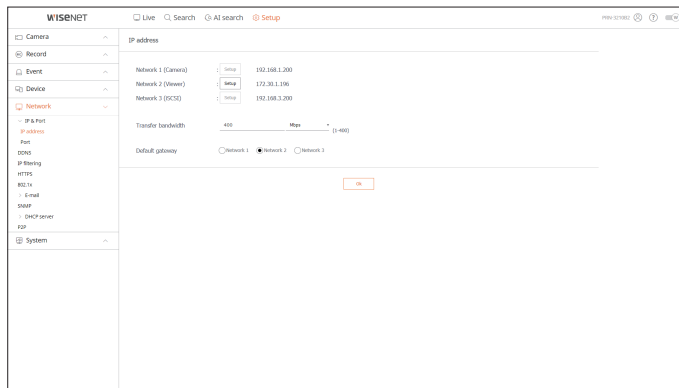 WISENET
Live Search AI search Setup
Camera
Record
Event
Device
Network
IP & Port
IP address
Port
DDNS
IP filtering
HTTPS
802.1x
E-mail
SNMP
DHCP server
P2P
System
IP address
Network 1 (Camera) : Setup 192.168.1.200
Network 2 (Viewer) : Setup 172.30.1.196
Network 3 (iSCSI) : Setup 192.168.3.200
Transfer bandwidth 400 Mbps (1~400)
Default gateway Network 1 Network 2 Network 3
Ok